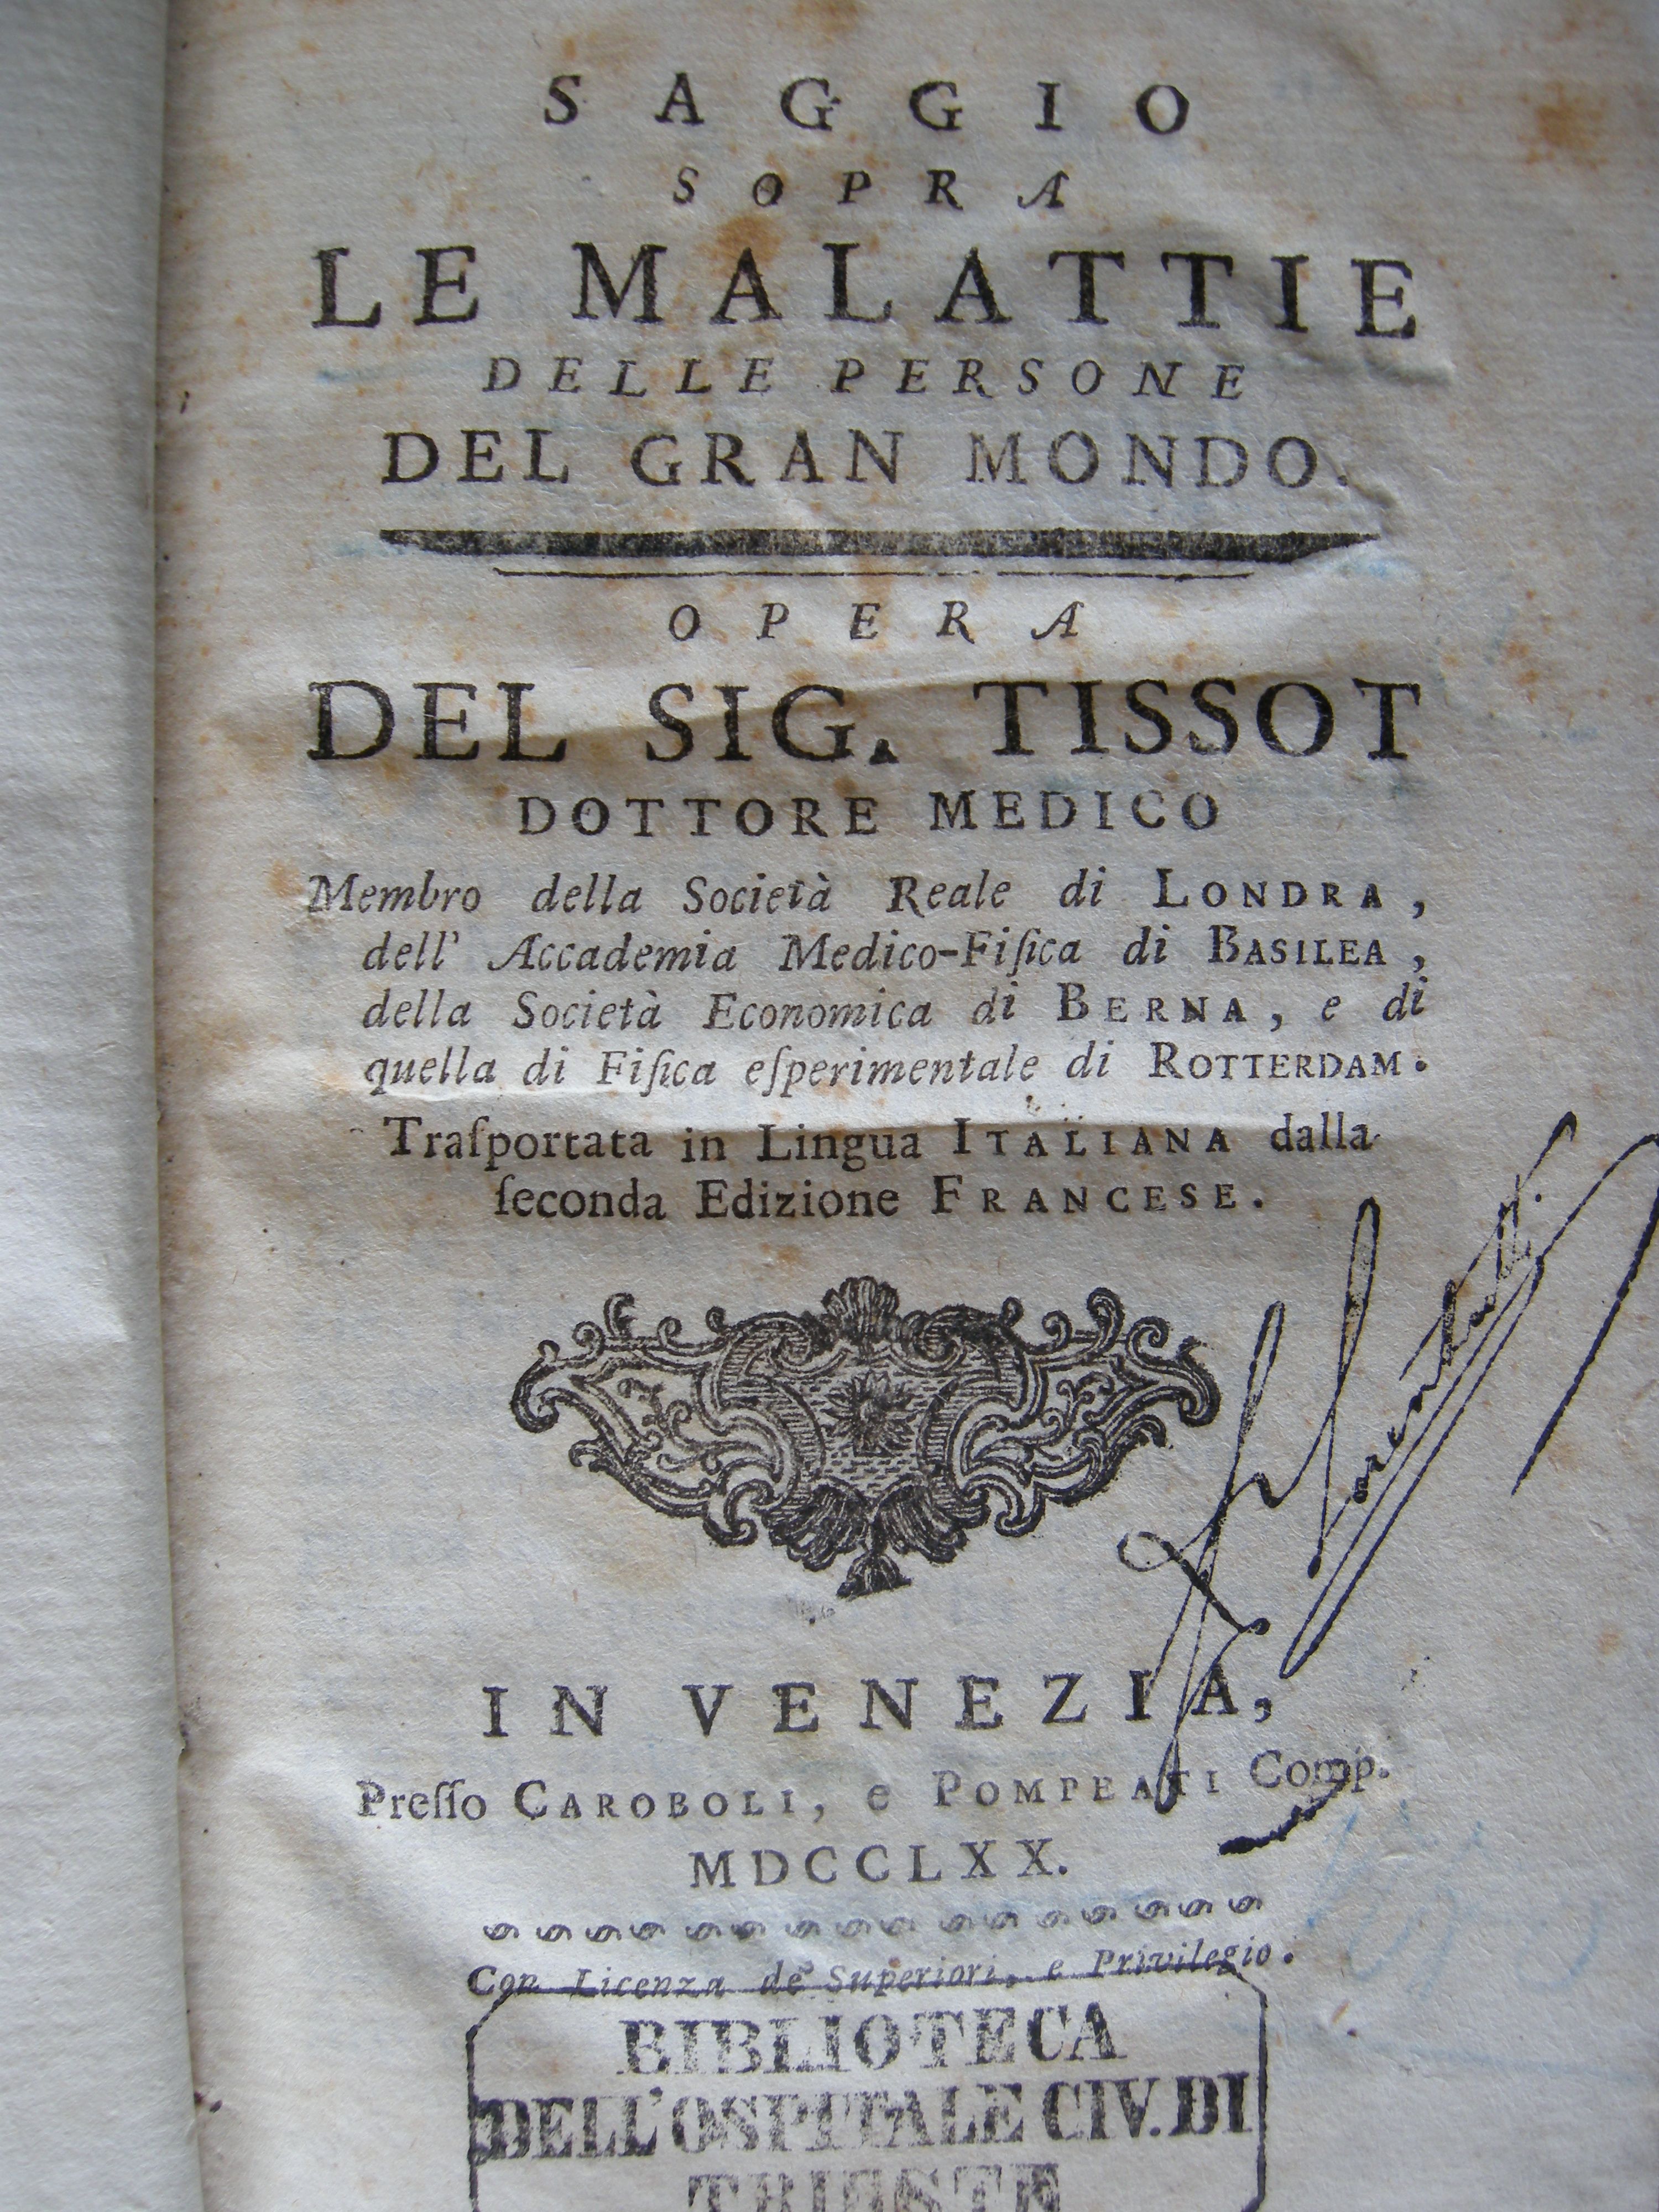 SAGGIO
SOPRA
LE MALATTIE
DELLE PERSONE
DEL GRAN MONDO.
OPERA
DEL SIG. TISSOT
DOTTORE MEDICO
Membro della Società Reale di LONDRA,
dell' Accademia Medico-Fiſica di BASILEA,
della Società Economica di BERNA, e di
quella di Fiſica eſperimentale di ROTTERDAM.
Traſportata in Lingua ITALIANA dalla
ſeconda Edizione FRANCESE.
IN VENEZIA,
Preſſo CAROBOLI, e POMPEATI Comp.
MDCCLXX.
Con Licenza de' Superiori, e Privilegio.
BIBLIOTECA
DELL'OSPITALE CIV. DI
TRIESTE